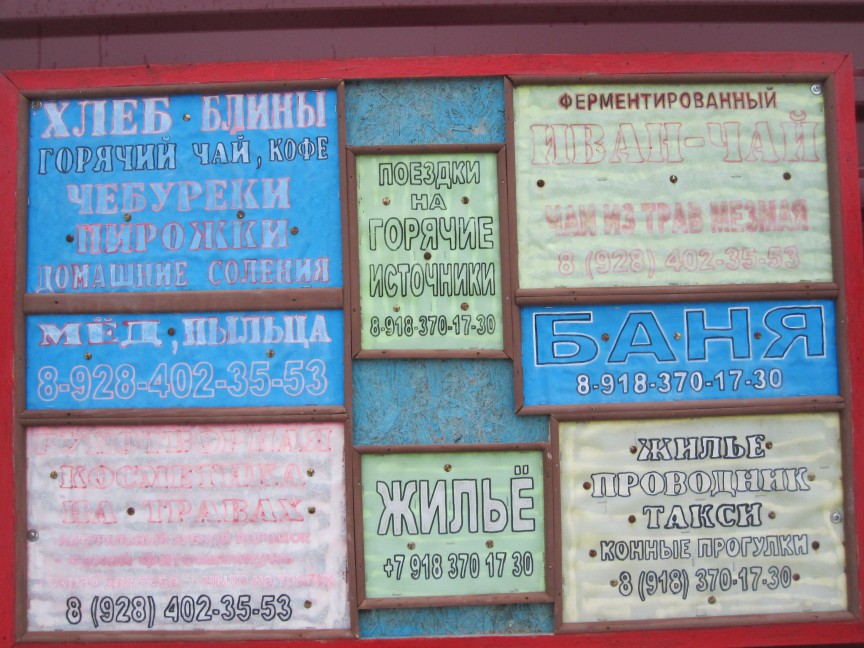 ХЛЕБ БЛИНЫ
ГОРЯЧИЙ ЧАЙ, КОФЕ
ЧЕБУРЕКИ
ПИРОЖКИ
ДОМАШНИЕ СОЛЕНИЯ
МЁД, ПЫЛЬЦА
8-928-402-35-53
РУКОТВОРНАЯ
КОСМЕТИКА
НА ТРАВАХ
8 (928) 402-35-53
ПОЕЗДКИ
НА
ГОРЯЧИЕ
ИСТОЧНИКИ
8-918-370-17-30
ЖИЛЬЁ
+7 918 370 17 30
ФЕРМЕНТИРОВАННЫЙ
ИВАН-ЧАЙ
ЧАИ ИЗ ТРАВ МЕЗМАЯ
8 (928) 402-35-53
БАНЯ
8-918-370-17-30
ЖИЛЬЕ
ПРОВОДНИК
ТАКСИ
КОННЫЕ ПРОГУЛКИ
8 (918) 370-17-30